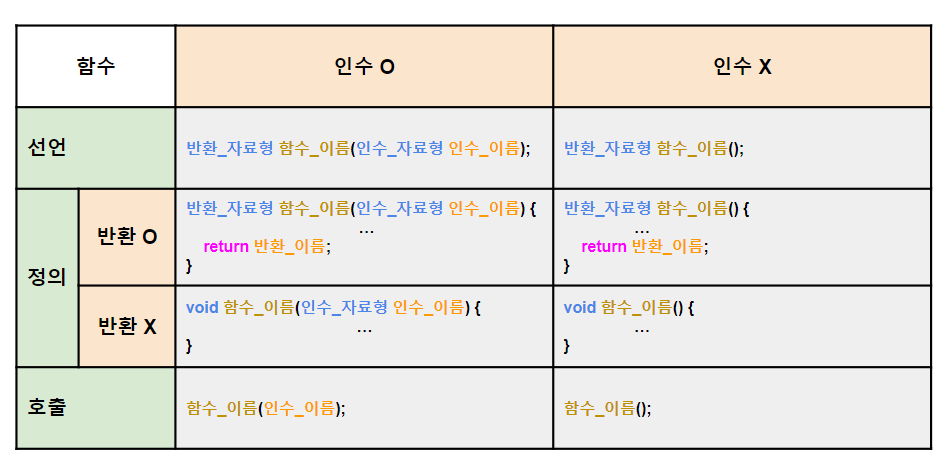 함수
인수 O
인수 X
선언
반환_자료형 함수_이름(인수_자료형 인수_이름);
반환_자료형 함수_이름();
정의
반환 O
반환_자료형 함수_이름(인수_자료형 인수_이름) {
...
return 반환_이름;
}
반환_자료형 함수_이름() {
...
return 반환_이름;
}
반환 X
void 함수_이름(인수_자료형 인수_이름) {
...
}
void 함수_이름() {
...
}
호출
함수_이름(인수_이름);
함수_이름();